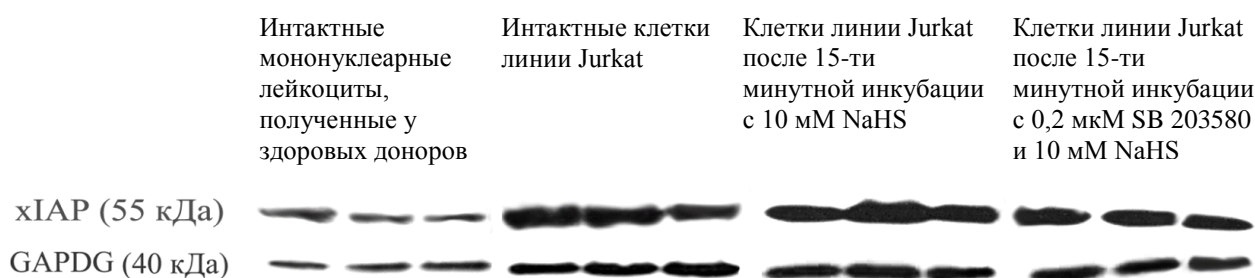 Интактные
мононуклеарные
лейкоциты,
полученные у
здоровых доноров
Интактные клетки
линии Jurkat
Клетки линии Jurkat
после 15-ти
минутной инкубации
с 10 мМ NaHS
Клетки линии Jurkat
после 15-ти
минутной инкубации
с 0,2 мкМ SB 203580
и 10 мМ NaHS
xIAP (55 кДа)
GAPDG (40 кДа)